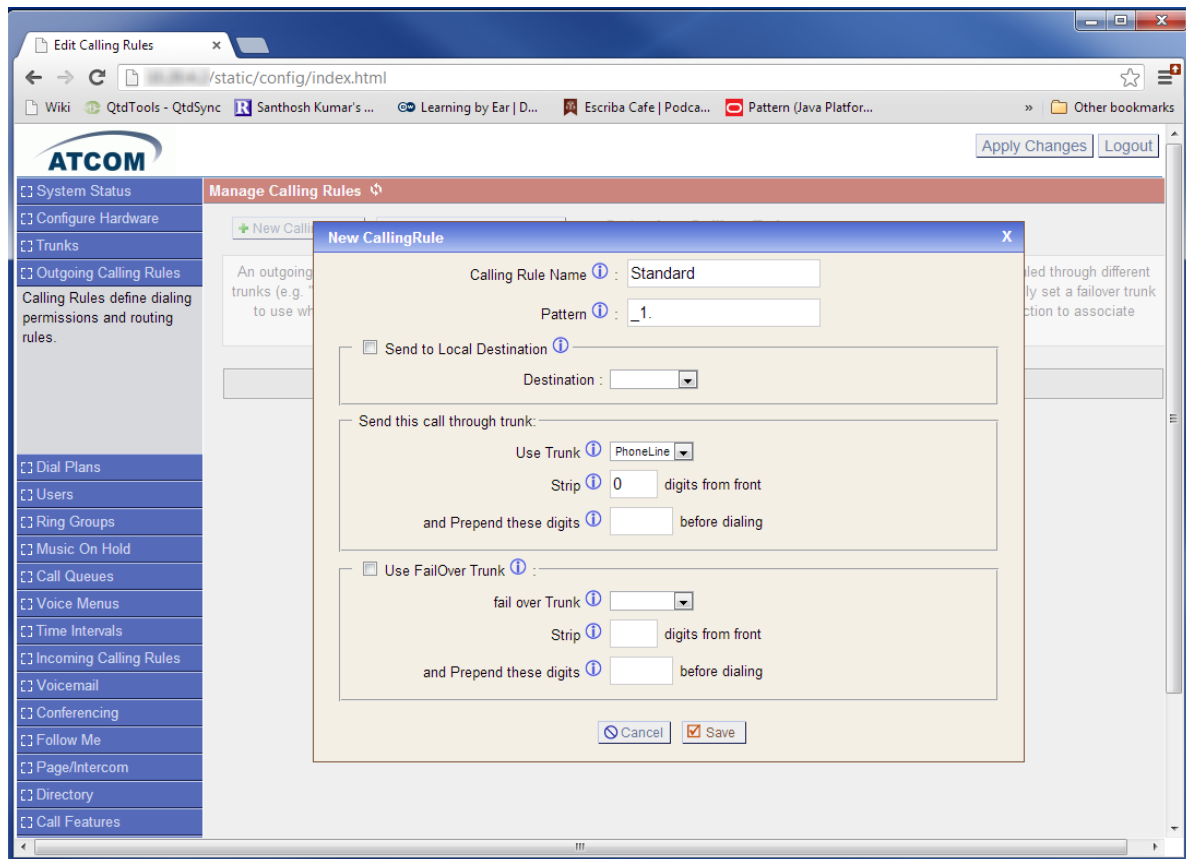 Edit Calling Rules
/static/config/index.html
Wiki QtdTools - QtdSync Santhosh Kumar's ... Learning by Ear | D... Escriba Cafe | Podca... Pattern (Java Platfor... » Other bookmarks
ATCOM
Apply Changes Logout
System Status
Configure Hardware
Trunks
Outgoing Calling Rules
Calling Rules define dialing
permissions and routing
rules.
Dial Plans
Users
Ring Groups
Music On Hold
Call Queues
Voice Menus
Time Intervals
Incoming Calling Rules
Voicemail
Conferencing
Follow Me
Page/Intercom
Directory
Call Features
Manage Calling Rules
New Calli
An outgoing
trunks (e.g. "
to use wh
led through different
ly set a failover trunk
ction to associate
New CallingRule X
Calling Rule Name : Standard
Pattern : _1.
Send to Local Destination
Destination :
Send this call through trunk:
Use Trunk PhoneLine
Strip 0 digits from front
and Prepend these digits before dialing
Use FailOver Trunk :
fail over Trunk
Strip digits from front
and Prepend these digits before dialing
Cancel Save